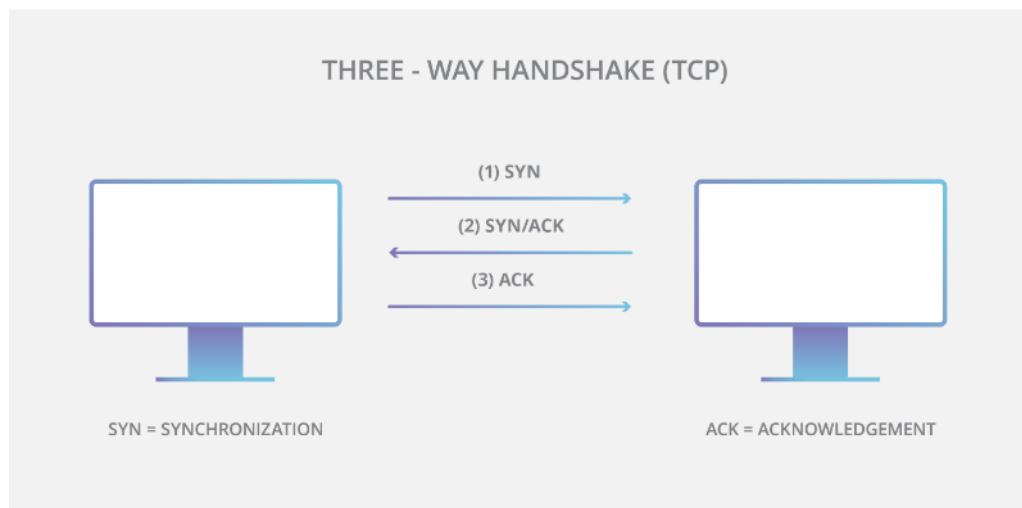 THREE - WAY HANDSHAKE (TCP)
(1) SYN
(2) SYN/ACK
(3) ACK
SYN = SYNCHRONIZATION
ACK = ACKNOWLEDGEMENT